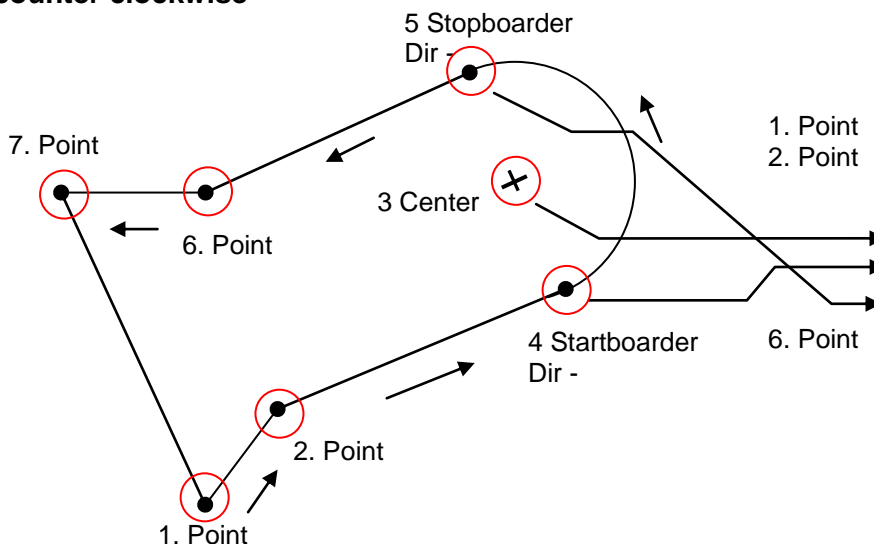 counter clockwise
5 Stopboarder
Dir -
1. Point
2. Point
7. Point
3 Center
6. Point
4 Startboarder
Dir -
6. Point
2. Point
1. Point